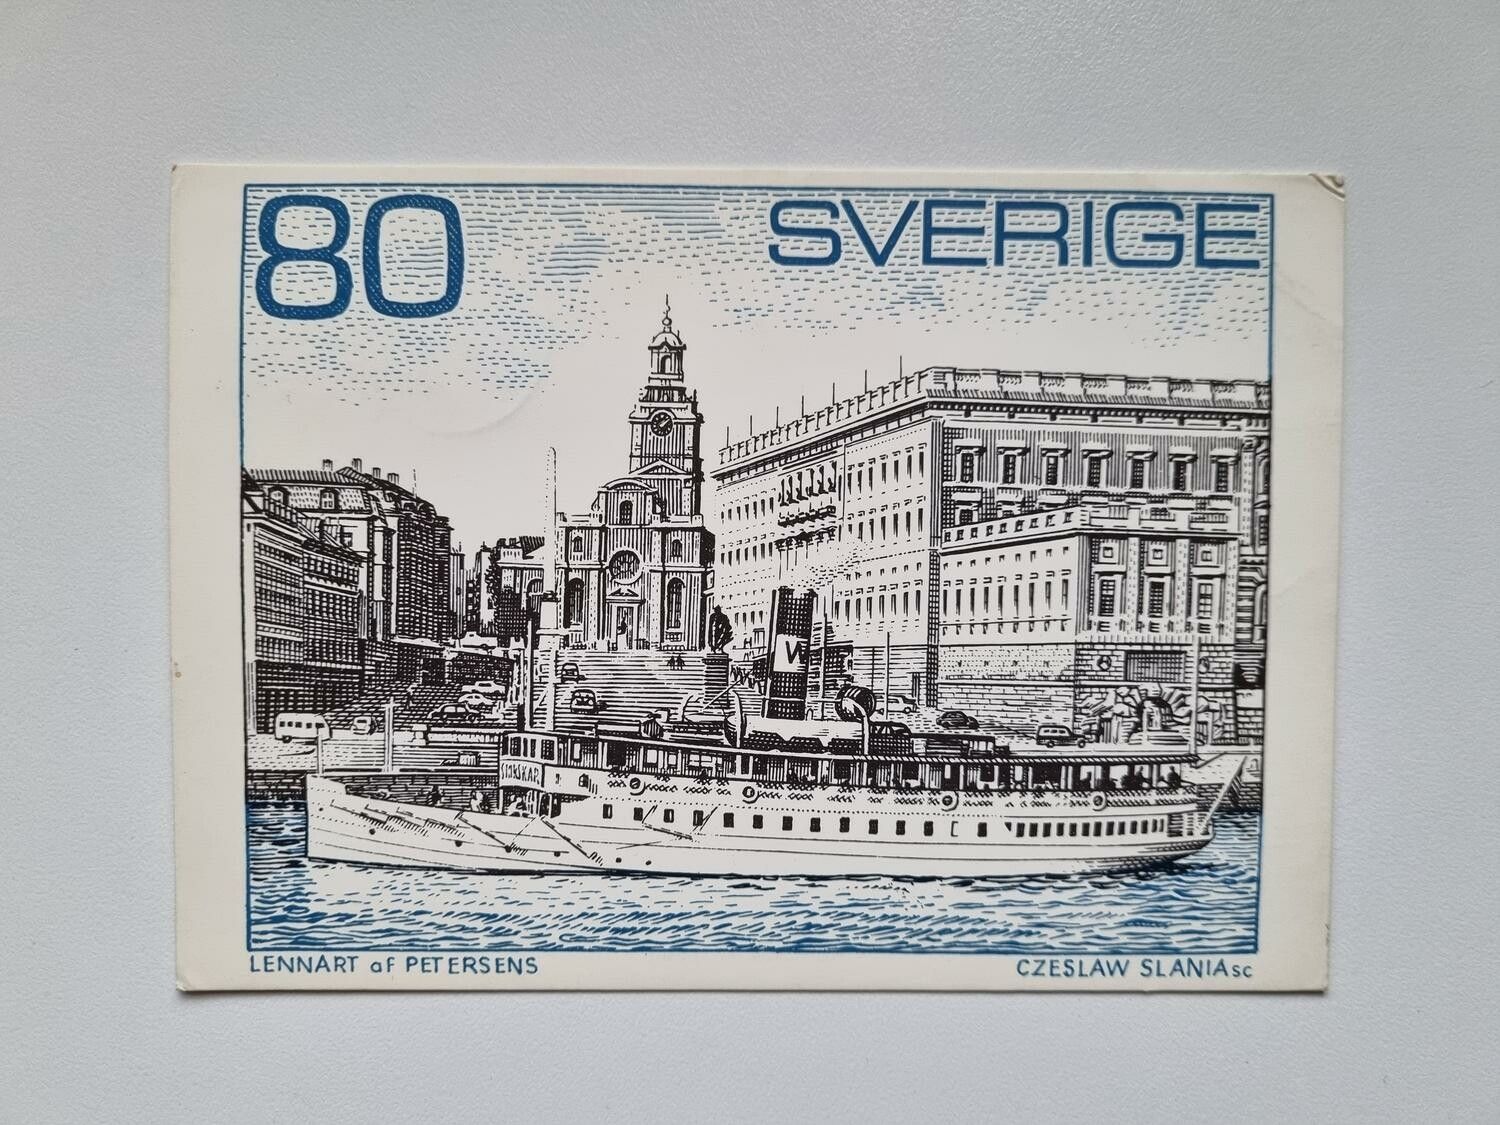 80 SVERIGE
W
LENNART af PETERSENS
CZESLAW SLANIA sc